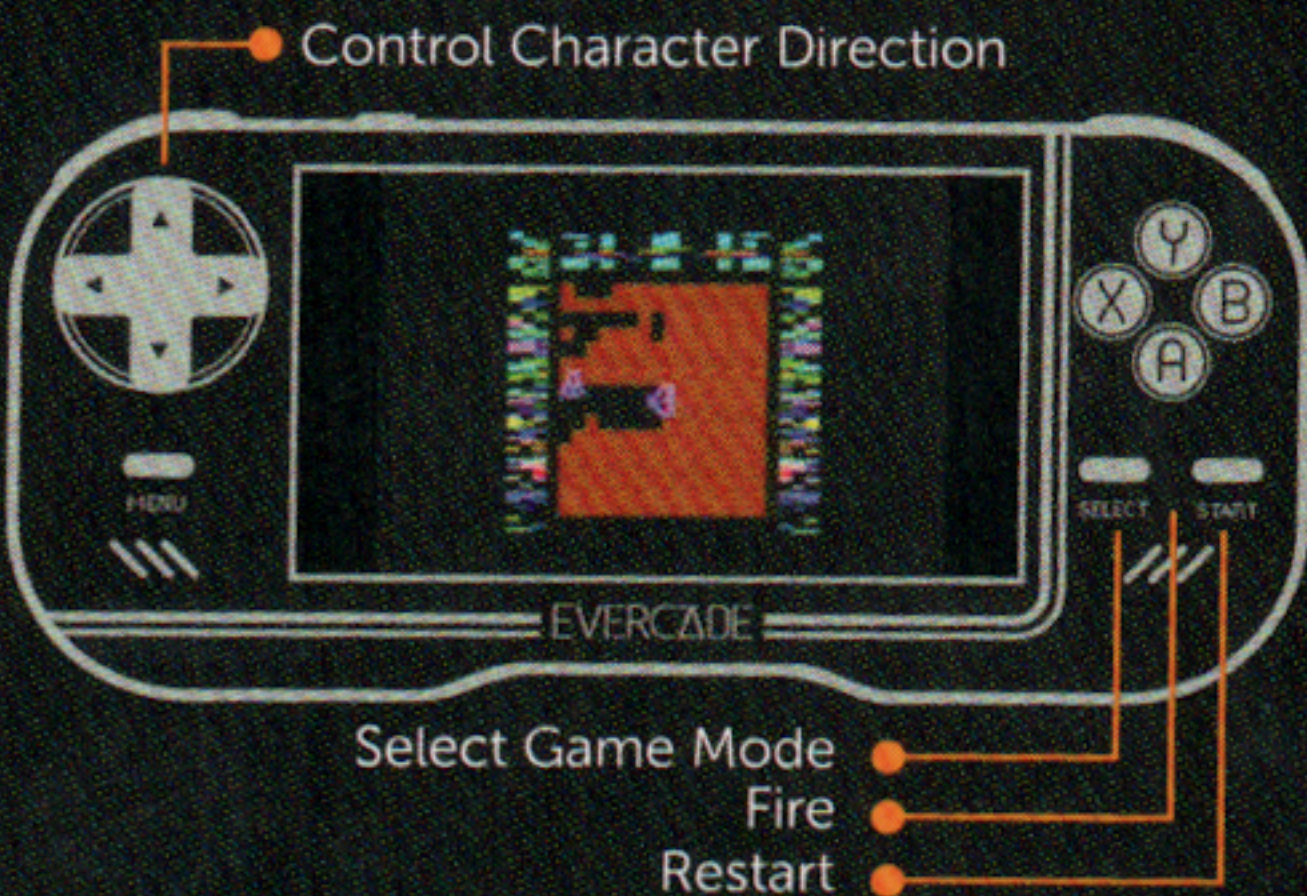 Control Character Direction
Y
X B
A
MENU
SELECT START
EVERCADE
Select Game Mode
Fire
Restart